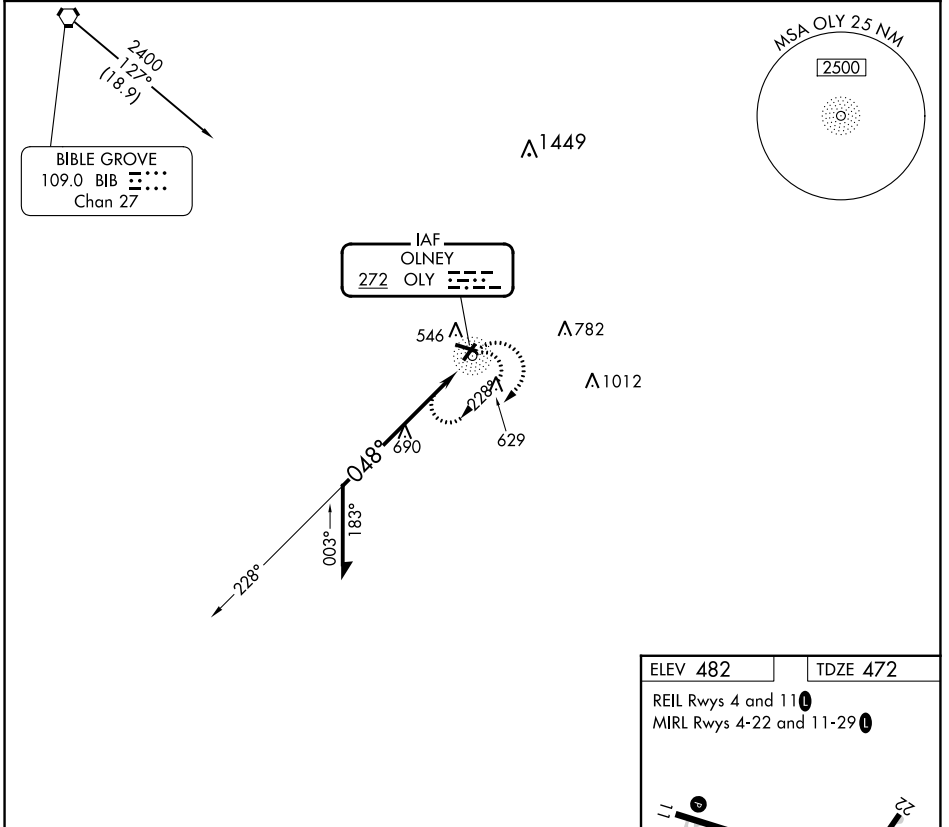 2400
127°
(18.9)
BIBLE GROVE
109.0 BIB
Chan 27
MSA OLY 25 NM
2500
1449
IAF
OLNEY
272 OLY
546
782
1012
228°
629
690
048°
003°
183°
228°
ELEV 482
TDZE 472
REIL Rwys 4 and 11 L
MIRL Rwys 4-22 and 11-29 L
11
P
22